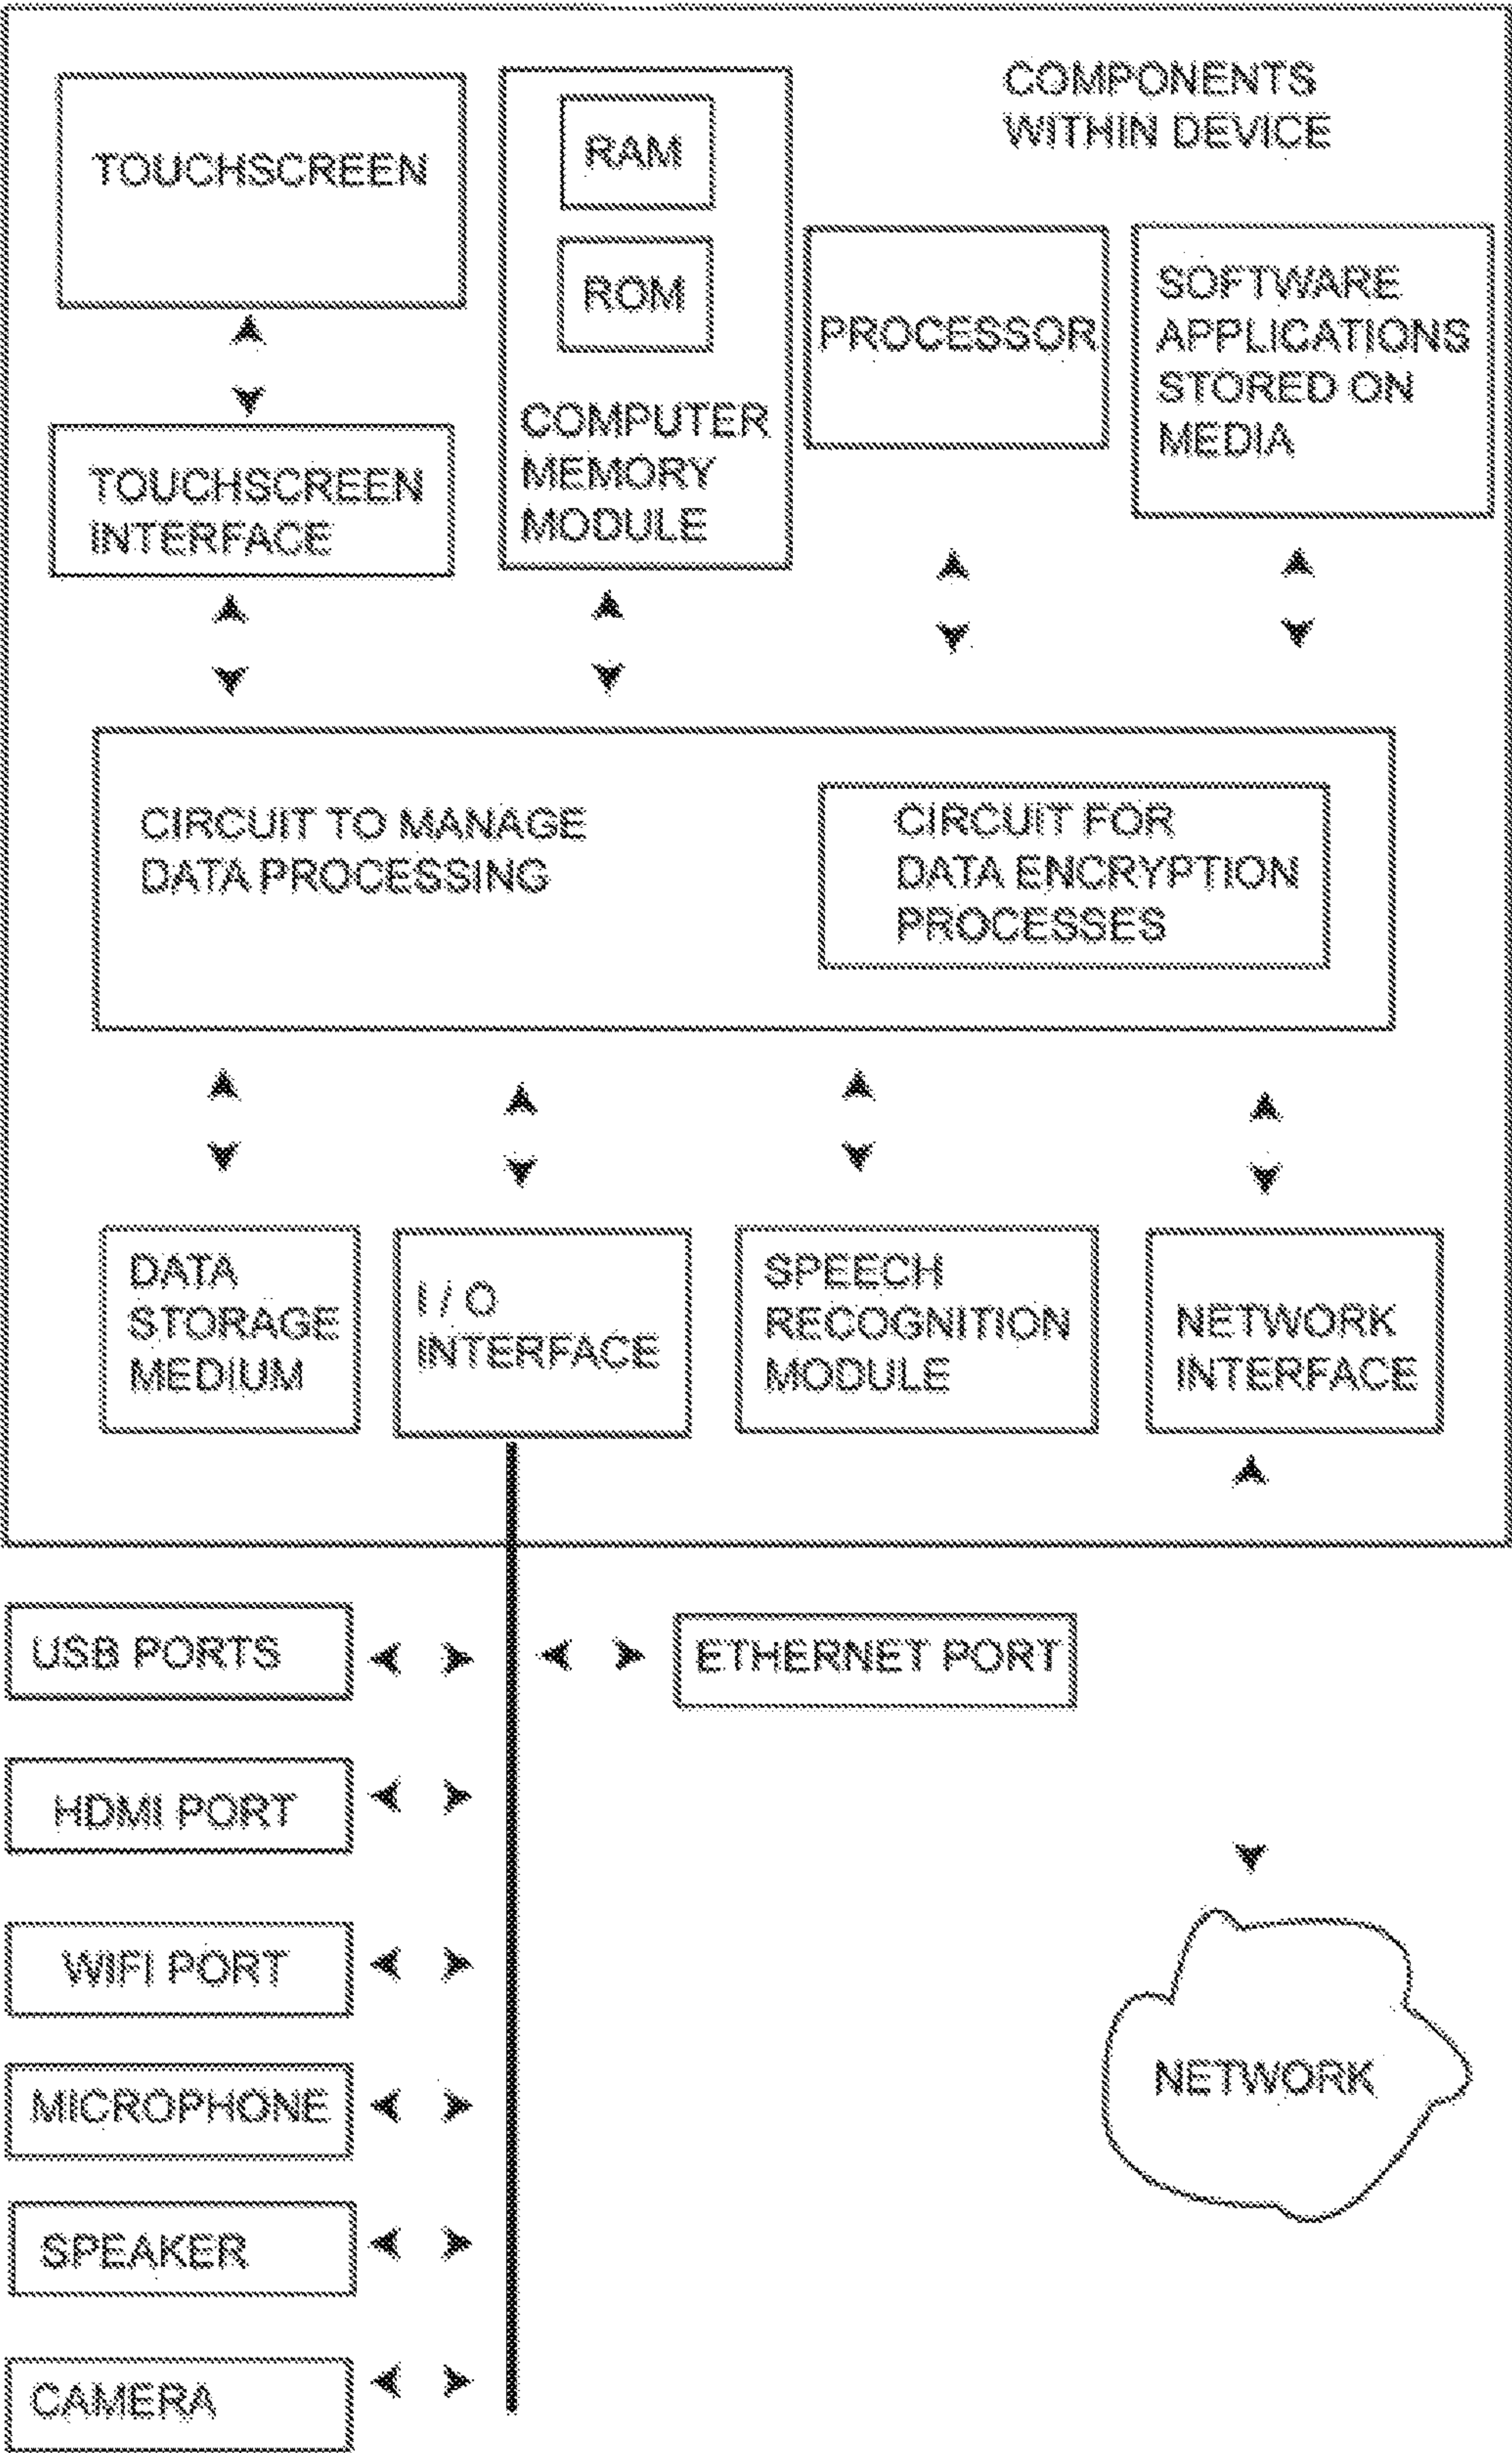 COMPONENTS
WITHIN DEVICE
TOUCHSCREEN
RAM
ROM
COMPUTER
MEMORY
MODULE
PROCESSOR
SOFTWARE
APPLICATIONS
STORED ON
MEDIA
TOUCHSCREEN
INTERFACE
CIRCUIT TO MANAGE
DATA PROCESSING
CIRCUIT FOR
DATA ENCRYPTION
PROCESSES
DATA
STORAGE
MEDIUM
I / O
INTERFACE
SPEECH
RECOGNITION
MODULE
NETWORK
INTERFACE
USB PORTS
ETHERNET PORT
HDMI PORT
WIFI PORT
MICROPHONE
SPEAKER
CAMERA
NETWORK